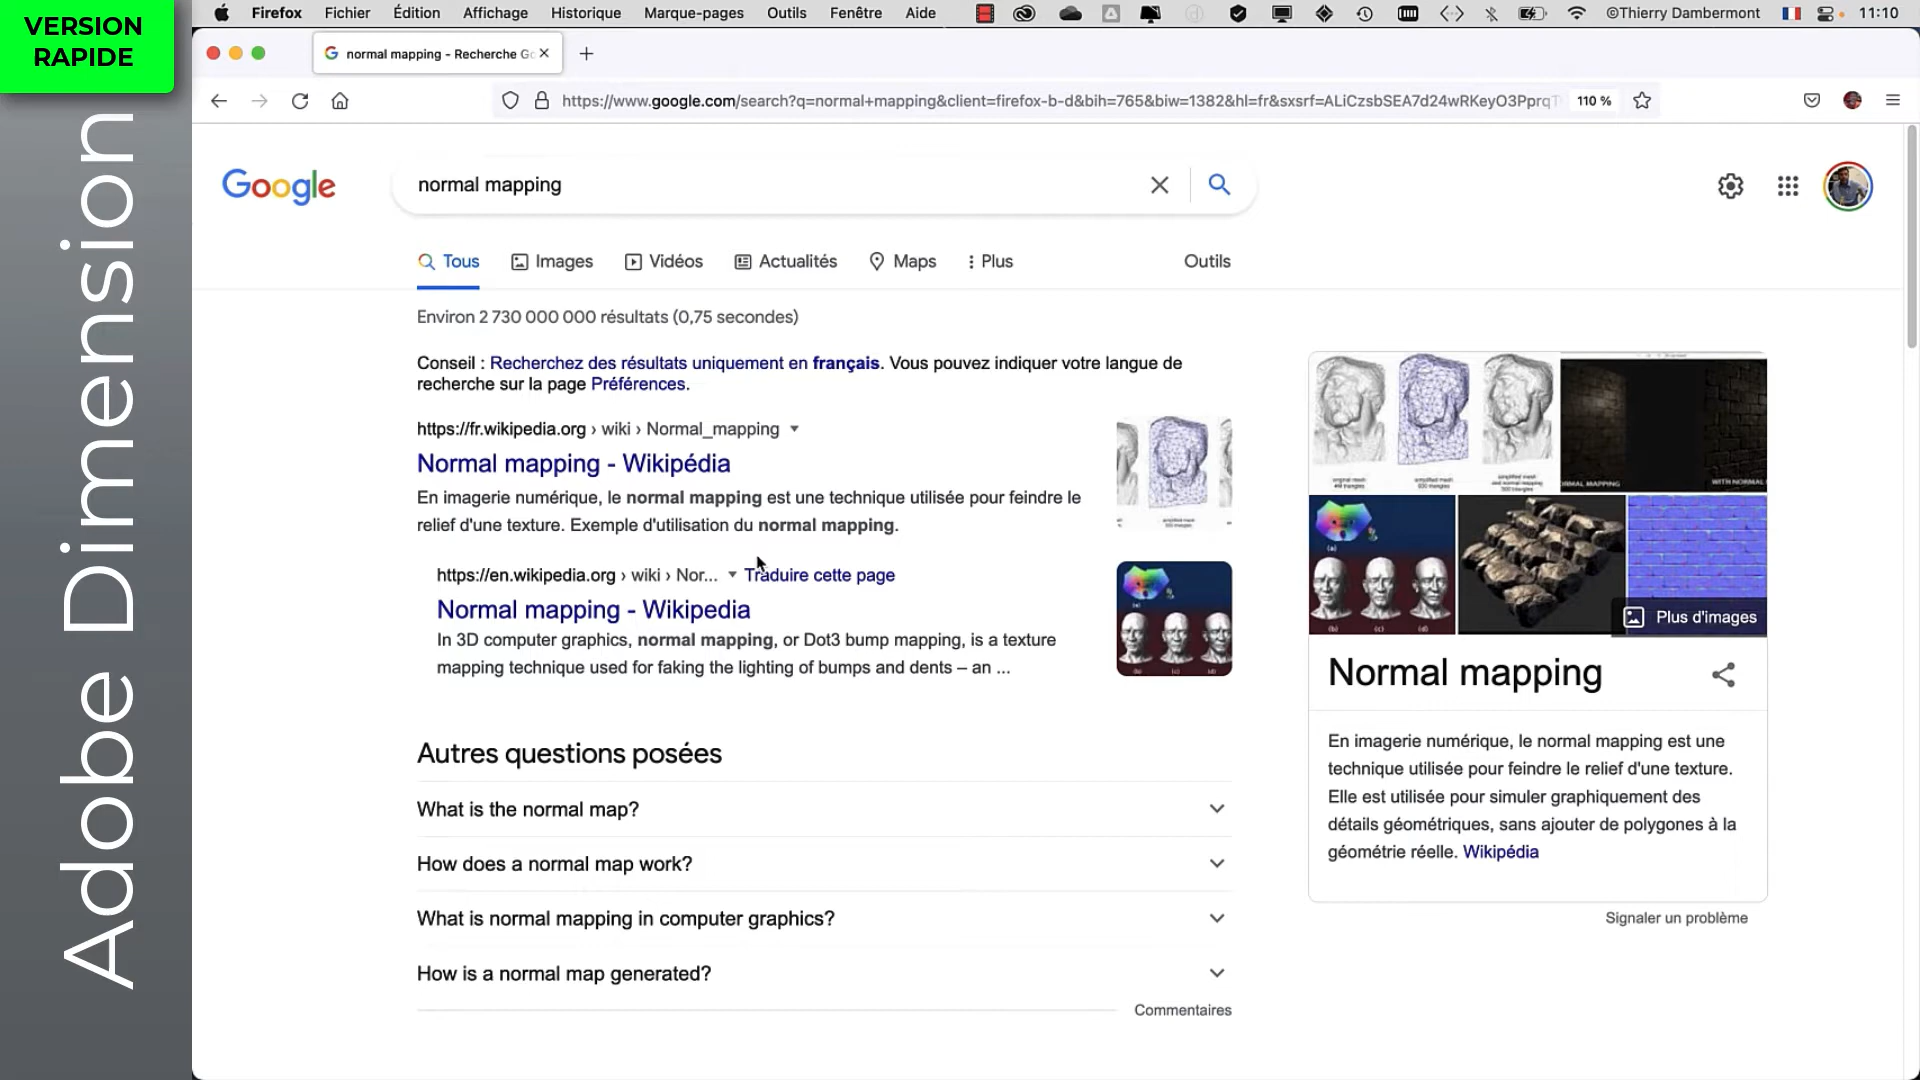 VERSION
RAPIDE
Adobe Dimension
Firefox Fichier Édition Affichage Historique Marque-pages Outils Fenêtre Aide ©Thierry Dambermont 11:10
normal mapping - Recherche Go
https://www.google.com/search?q=normal+mapping&client=firefox-b-d&bih=765&biw=1382&hl=fr&sxsrf=ALiCzsbSEA7d24wRKeyO3PprqT 110 %
Google
normal mapping
Tous Images Vidéos Actualités Maps Plus Outils
Environ 2 730 000 000 résultats (0,75 secondes)
Conseil : Recherchez des résultats uniquement en français. Vous pouvez indiquer votre langue de
recherche sur la page Préférences.
https://fr.wikipedia.org › wiki › Normal_mapping
Normal mapping - Wikipédia
En imagerie numérique, le normal mapping est une technique utilisée pour feindre le
relief d'une texture. Exemple d'utilisation du normal mapping.
https://en.wikipedia.org › wiki › Nor... Traduire cette page
Normal mapping - Wikipedia
In 3D computer graphics, normal mapping, or Dot3 bump mapping, is a texture
mapping technique used for faking the lighting of bumps and dents – an ...
Autres questions posées
What is the normal map?
How does a normal map work?
What is normal mapping in computer graphics?
How is a normal map generated?
Commentaires
Plus d'images
Normal mapping
En imagerie numérique, le normal mapping est une
technique utilisée pour feindre le relief d'une texture.
Elle est utilisée pour simuler graphiquement des
détails géométriques, sans ajouter de polygones à la
géométrie réelle. Wikipédia
Signaler un problème